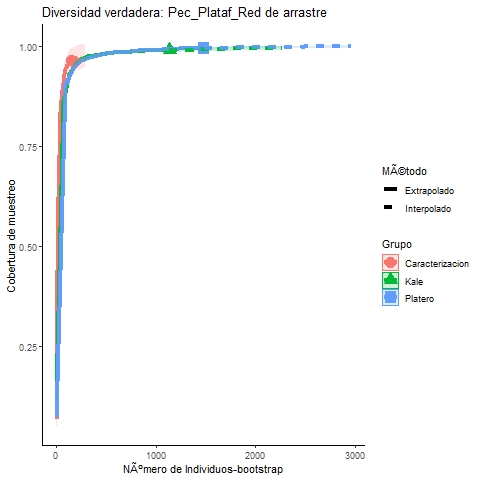 Diversidad verdadera: Pec_Plataf_Red de arrastre
1.00
0.75
0.50
0.25
Cobertura de muestreo
0
1000
2000
3000
NÃºmero de Individuos-bootstrap
MÃ©todo
Extrapolado
Interpolado
Grupo
Caracterizacion
Kale
Platero